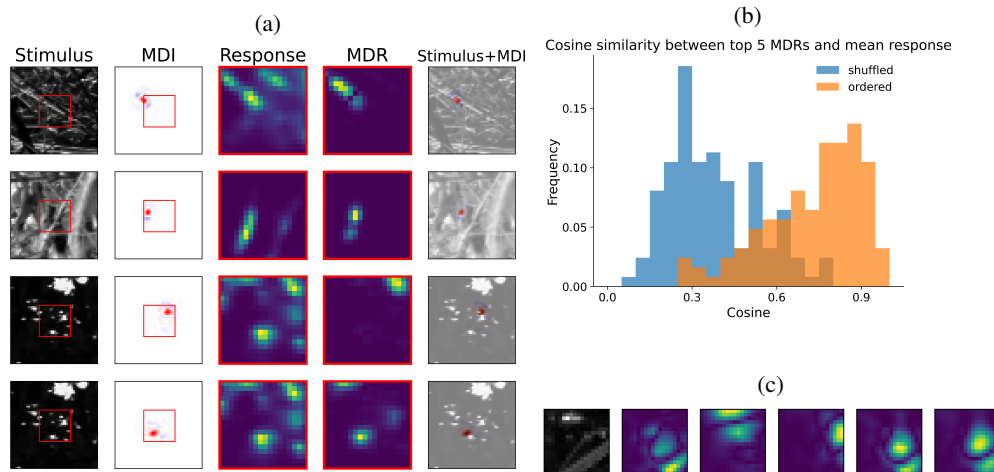 (a)
Stimulus MDI Response MDR Stimulus+MDI
(b)
Cosine similarity between top 5 MDRs and mean response
shuffled
ordered
Frequency
0.15
0.10
0.05
0.00
0.0 0.3 0.6 0.9
Cosine
(c)